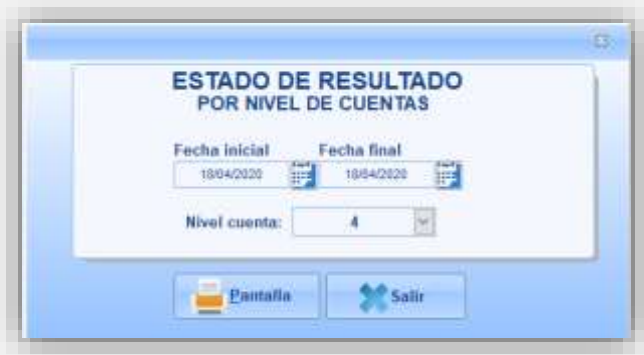 ESTADO DE RESULTADO
POR NIVEL DE CUENTAS
Fecha inicial Fecha final
18/04/2020 18/04/2020
Nivel cuenta: 4
Pantalla Salir